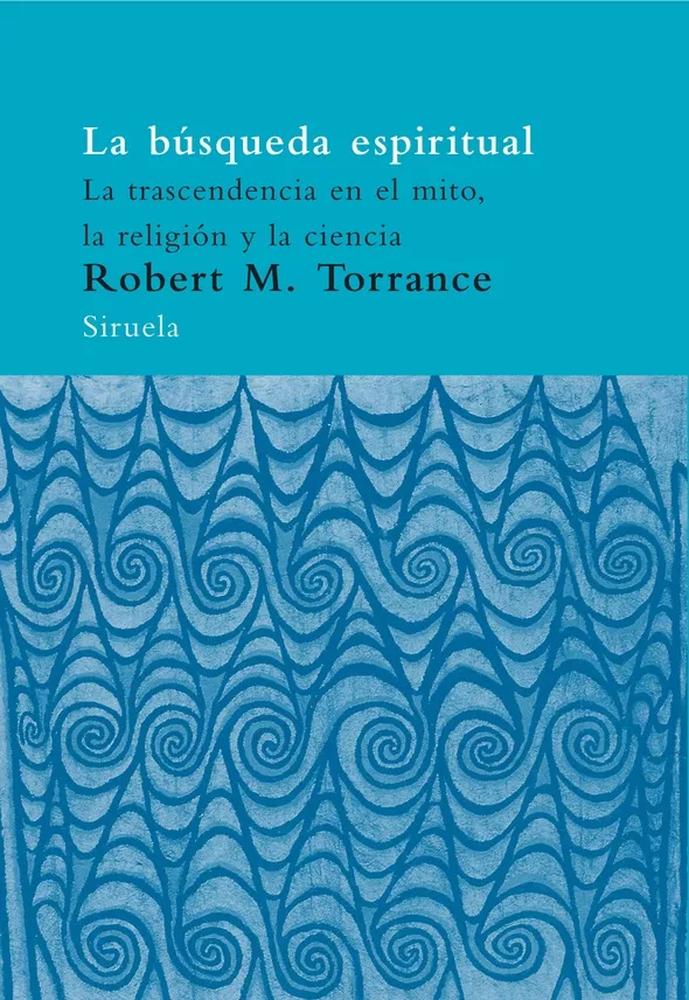 La búsqueda espiritual
La trascendencia en el mito,
la religión y la ciencia
Robert M. Torrance
Siruela